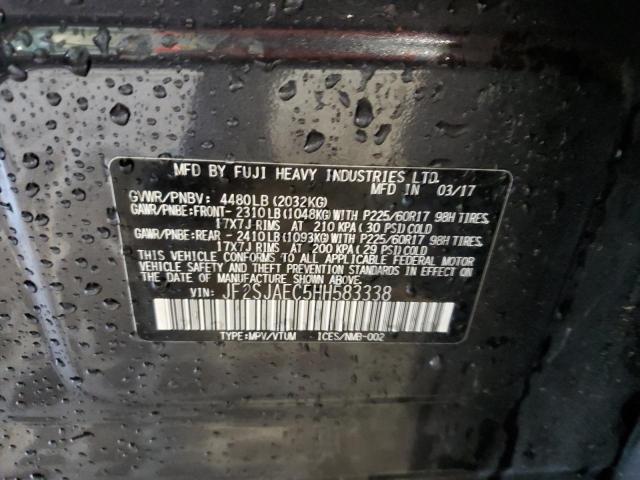 MFD BY FUJI HEAVY INDUSTRIES LTD.
MFD IN 03/17
GVWR/PNBV: 4480LB (2032KG)
GAWR/PNBE:FRONT- 2310LB (1048KG) WITH P225/60R17 98H TIRES,
17X7J RIMS AT 210 KPA (30 PSI) COLD
GAWR/PNBE:REAR - 2410LB (1093KG) WITH P225/60R17 98H TIRES,
17X7J RIMS AT 200 KPA (29 PSI) COLD
THIS VEHICLE CONFORMS TO ALL APPLICABLE FEDERAL MOTOR
VEHICLE SAFETY AND THEFT PREVENTION STANDARDS IN EFFECT ON
THE DATE OF MANUFACTURE SHOWN ABOVE.
VIN: JF2SJAEC5HH583338
TYPE:MPV/VTUM ICES/NMB-002